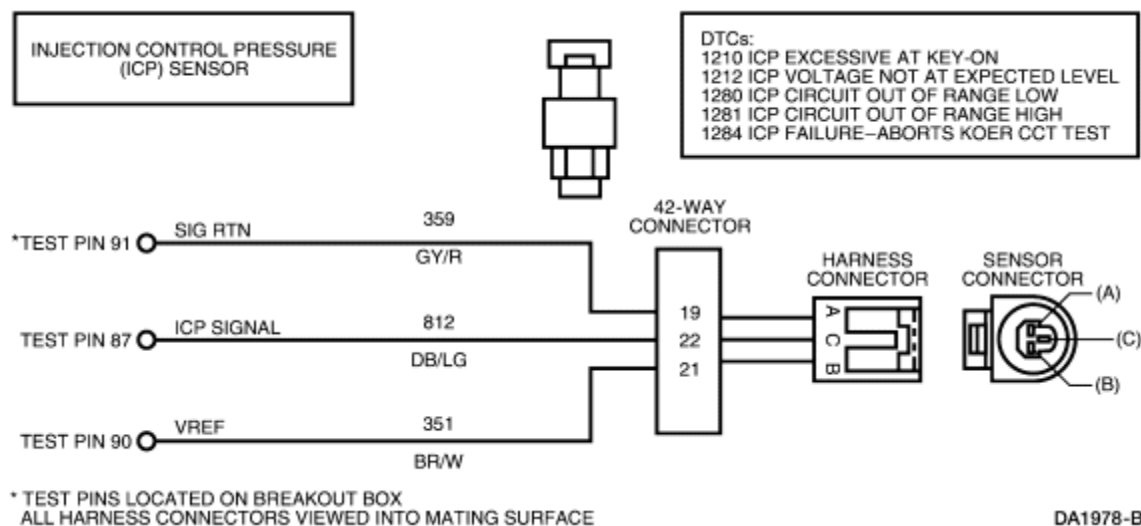 INJECTION CONTROL PRESSURE
(ICP) SENSOR
DTCs:
1210 ICP EXCESSIVE AT KEY-ON
1212 ICP VOLTAGE NOT AT EXPECTED LEVEL
1280 ICP CIRCUIT OUT OF RANGE LOW
1281 ICP CIRCUIT OUT OF RANGE HIGH
1284 ICP FAILURE–ABORTS KOER CCT TEST
42-WAY
CONNECTOR
HARNESS
CONNECTOR
SENSOR
CONNECTOR
*TEST PIN 91
SIG RTN
359
GY/R
TEST PIN 87
ICP SIGNAL
812
DB/LG
TEST PIN 90
VREF
351
BR/W
19
22
21
A
C
B
(A)
(C)
(B)
* TEST PINS LOCATED ON BREAKOUT BOX
ALL HARNESS CONNECTORS VIEWED INTO MATING SURFACE
DA1978-B